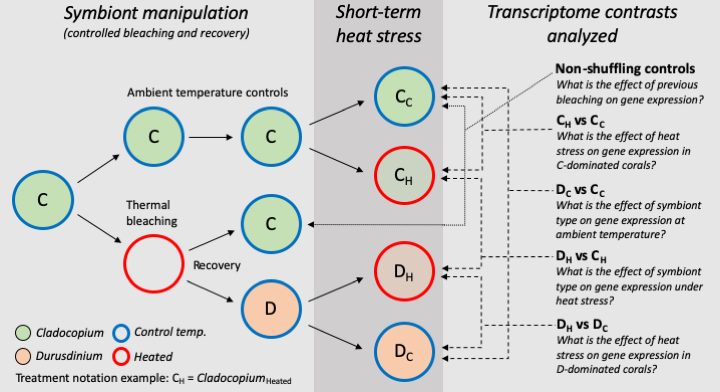 Symbiont manipulation
(controlled bleaching and recovery)
Short-term
heat stress
Transcriptome contrasts
analyzed
Ambient temperature controls
C
C
C
Thermal
bleaching
Recovery
C
D
C_C
C_H
D_H
D_C
Non-shuffling controls
What is the effect of previous
bleaching on gene expression?
C_H vs C_C
What is the effect of heat
stress on gene expression in
C-dominated corals?
D_C vs C_C
What is the effect of symbiont
type on gene expression at
ambient temperature?
D_H vs C_H
What is the effect of symbiont
type on gene expression under
heat stress?
D_H vs D_C
What is the effect of heat
stress on gene expression in
D-dominated corals?
Cladocopium
Control temp.
Durusdinium
Heated
Treatment notation example: C_H = Cladocopium_Heated